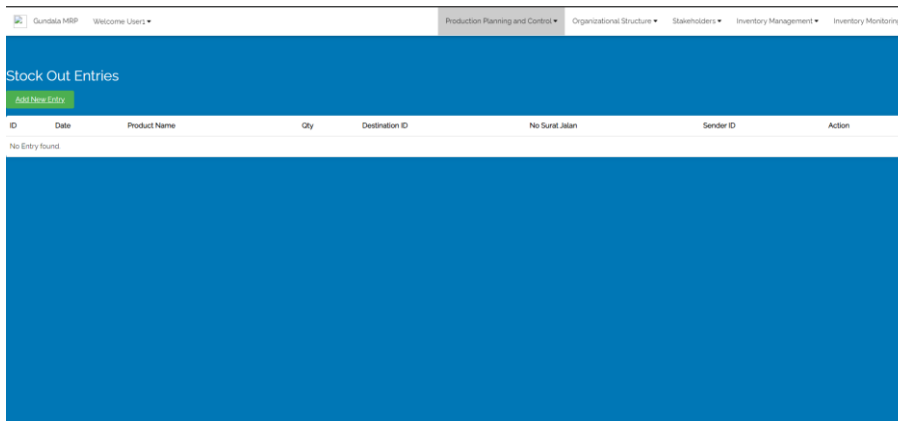 Gundala MRP Welcome User1 Production Planning and Control Organizational Structure Stakeholders Inventory Management Inventory Monitoring
Stock Out Entries
Add New Entry
ID Date Product Name Qty Destination ID No Surat Jalan Sender ID Action
No Entry found.